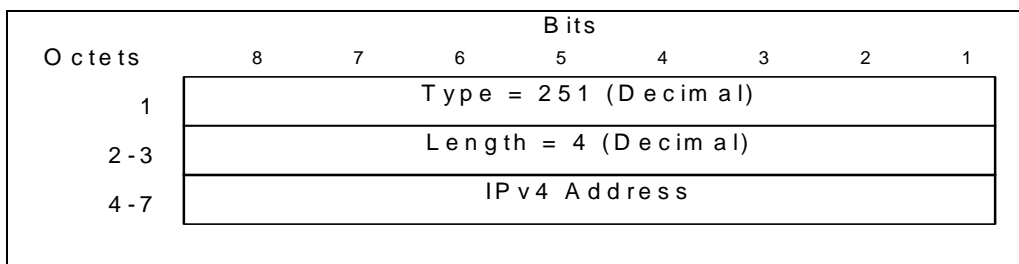 Bits
Octets 8 7 6 5 4 3 2 1
1 Type = 251 (Decimal)
2-3 Length = 4 (Decimal)
4-7 IPv4 Address